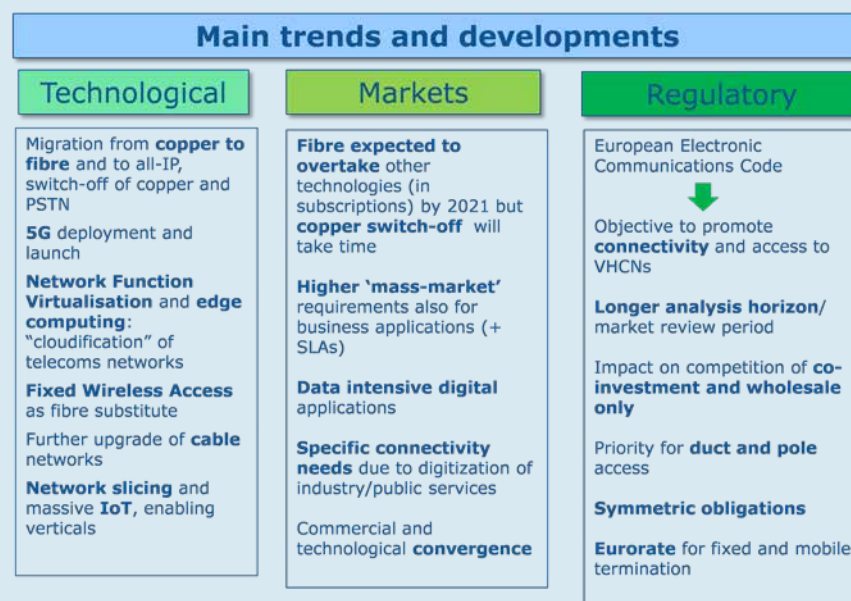 Main trends and developments
Technological
Migration from copper to
fibre and to all-IP,
switch-off of copper and
PSTN
5G deployment and
launch
Network Function
Virtualisation and edge
computing:
“cloudification” of
telecoms networks
Fixed Wireless Access
as fibre substitute
Further upgrade of cable
networks
Network slicing and
massive IoT, enabling
verticals
Markets
Fibre expected to
overtake other
technologies (in
subscriptions) by 2021 but
copper switch-off will
take time
Higher ‘mass-market’
requirements also for
business applications (+
SLAs)
Data intensive digital
applications
Specific connectivity
needs due to digitization of
industry/public services
Commercial and
technological convergence
Regulatory
European Electronic
Communications Code
Objective to promote
connectivity and access to
VHCNs
Longer analysis horizon/
market review period
Impact on competition of co-
investment and wholesale
only
Priority for duct and pole
access
Symmetric obligations
Eurorate for fixed and mobile
termination